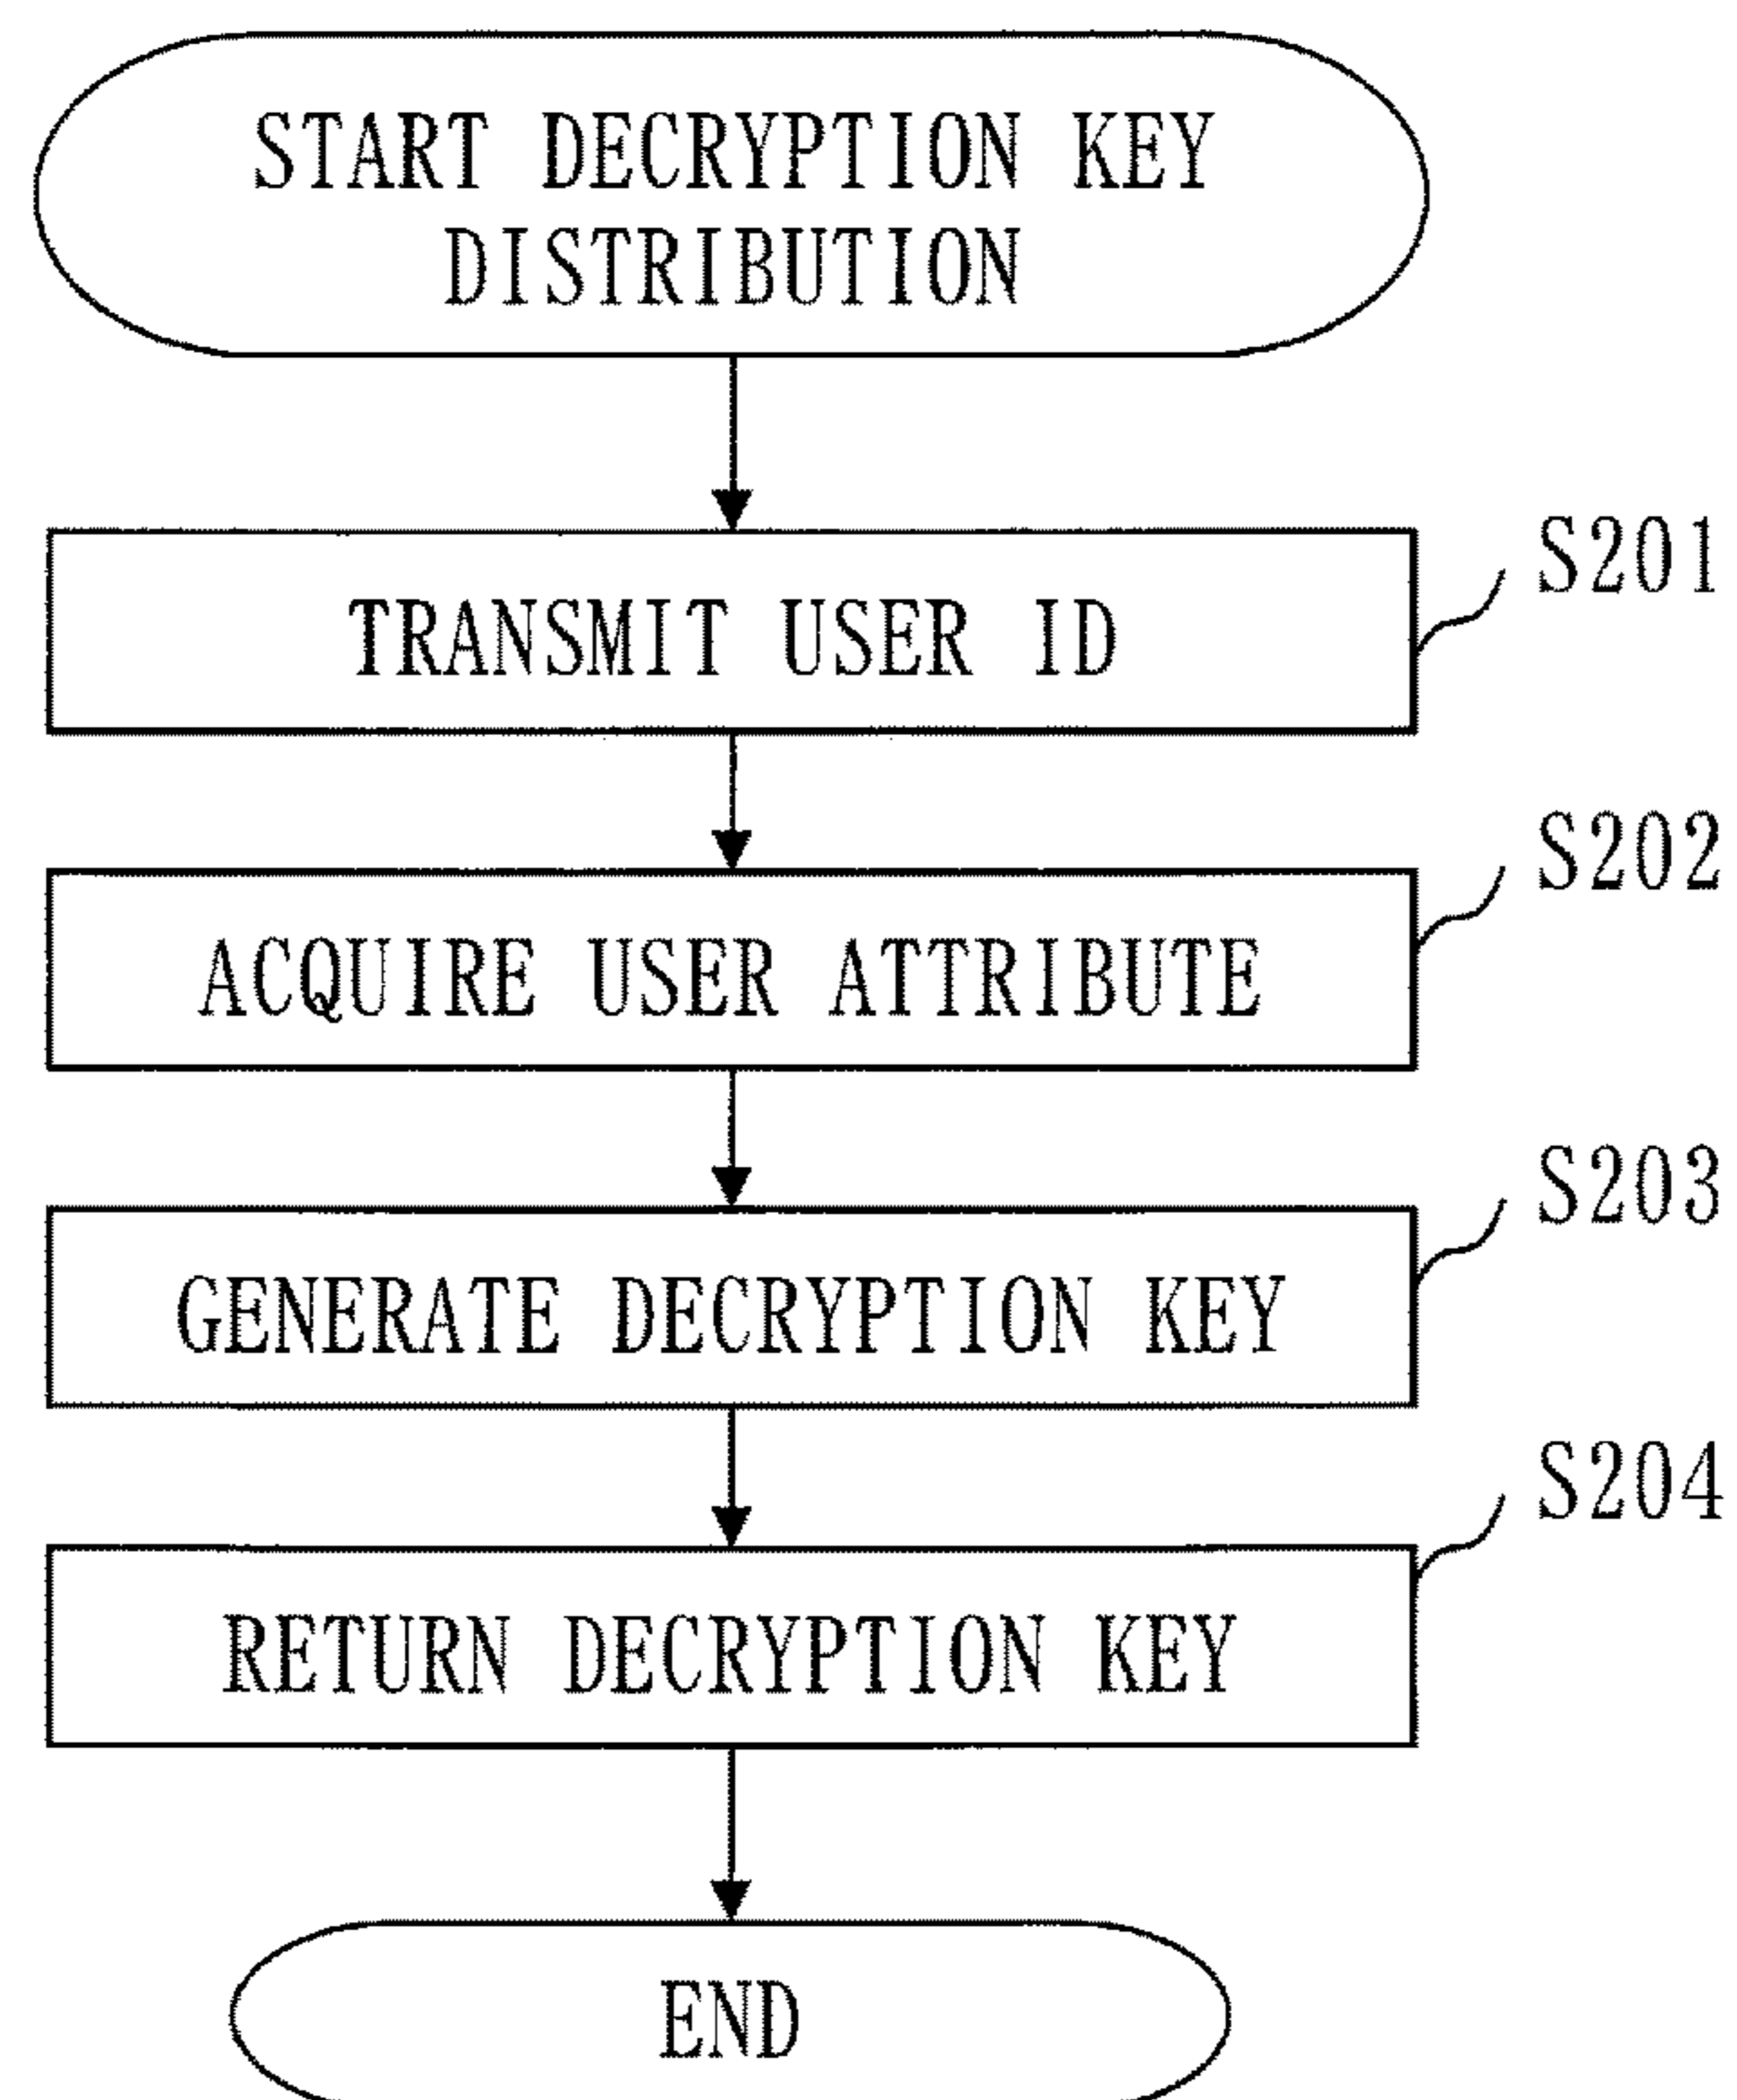 START DECRYPTION KEY
DISTRIBUTION
S201
TRANSMIT USER ID
S202
ACQUIRE USER ATTRIBUTE
S203
GENERATE DECRYPTION KEY
S204
RETURN DECRYPTION KEY
END